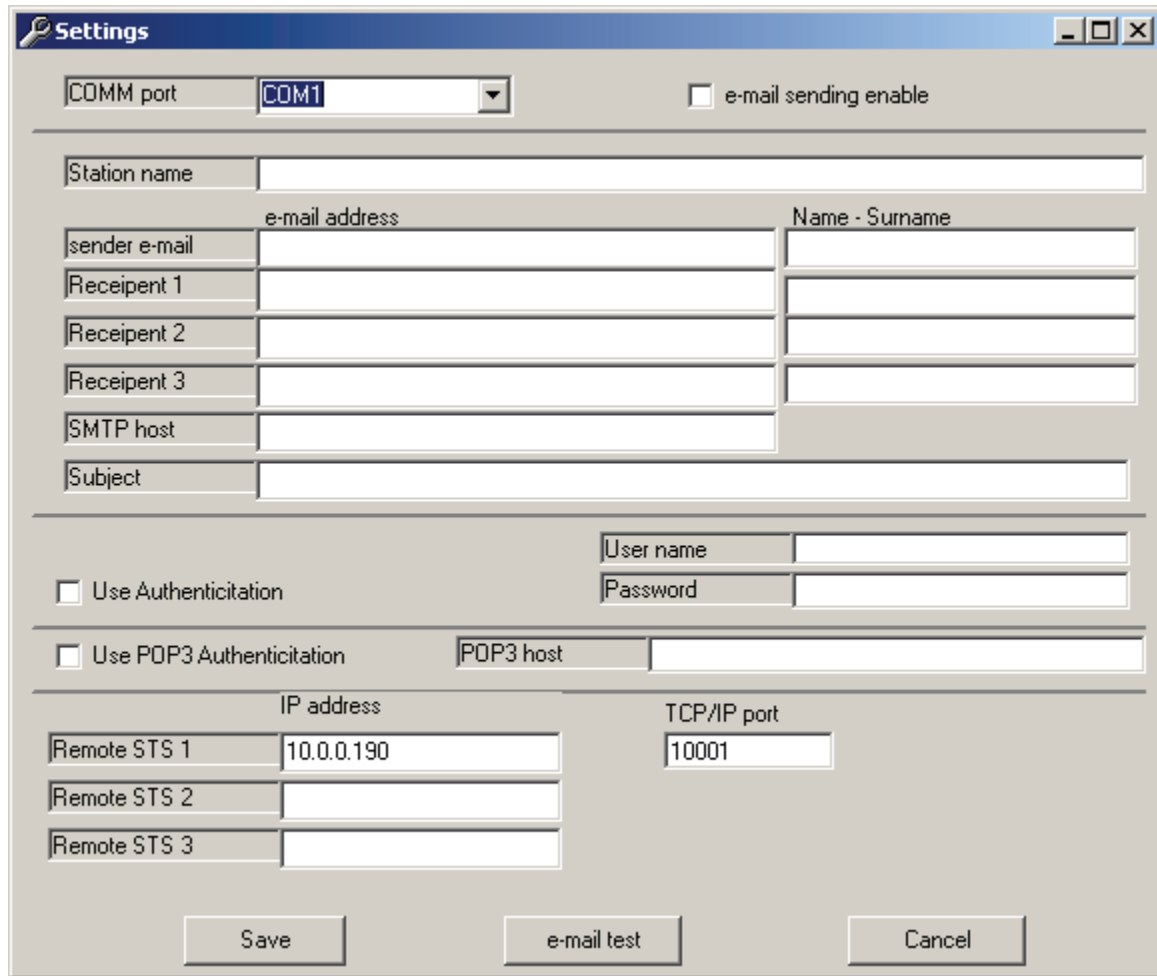 Settings
COMM port COM1 e-mail sending enable
Station name
e-mail address Name - Surname
sender e-mail
Receipent 1
Receipent 2
Receipent 3
SMTP host
Subject
User name
Use Authenticitation Password
Use POP3 Authenticitation POP3 host
IP address TCP/IP port
Remote STS 1 10.0.0.190 10001
Remote STS 2
Remote STS 3
Save e-mail test Cancel